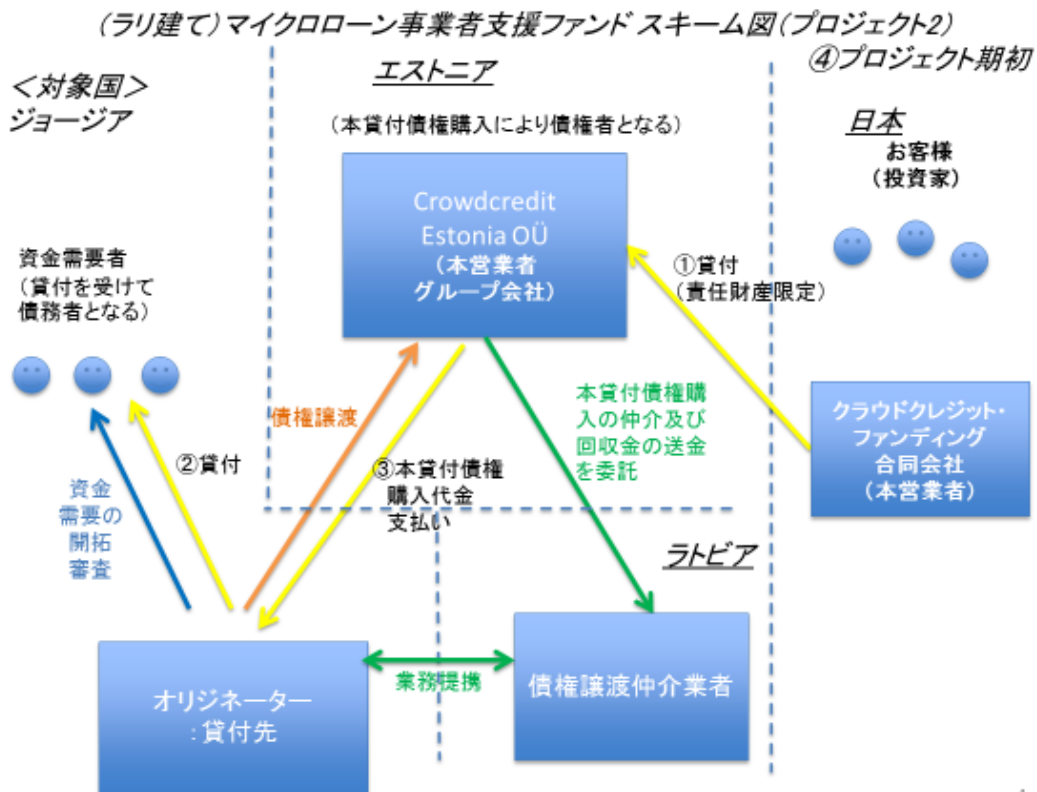 (ラリ建て)マイクロローン事業者支援ファンド スキーム図(プロジェクト2)
④プロジェクト期初
<対象国>
ジョージア
エストニア
(本貸付債権購入により債権者となる)
日本
お客様
(投資家)
Crowdcredit
Estonia OÜ
(本営業者
グループ会社)
①貸付
(責任財産限定)
資金需要者
(貸付を受けて
債務者となる)
債権譲渡
本貸付債権購
入の仲介及び
回収金の送金
を委託
クラウドクレジット・
ファンディング
合同会社
(本営業者)
②貸付
③本貸付債権
購入代金
支払い
資金
需要の
開拓
審査
ラトビア
オリジネーター
:貸付先
業務提携
債権譲渡仲介業者